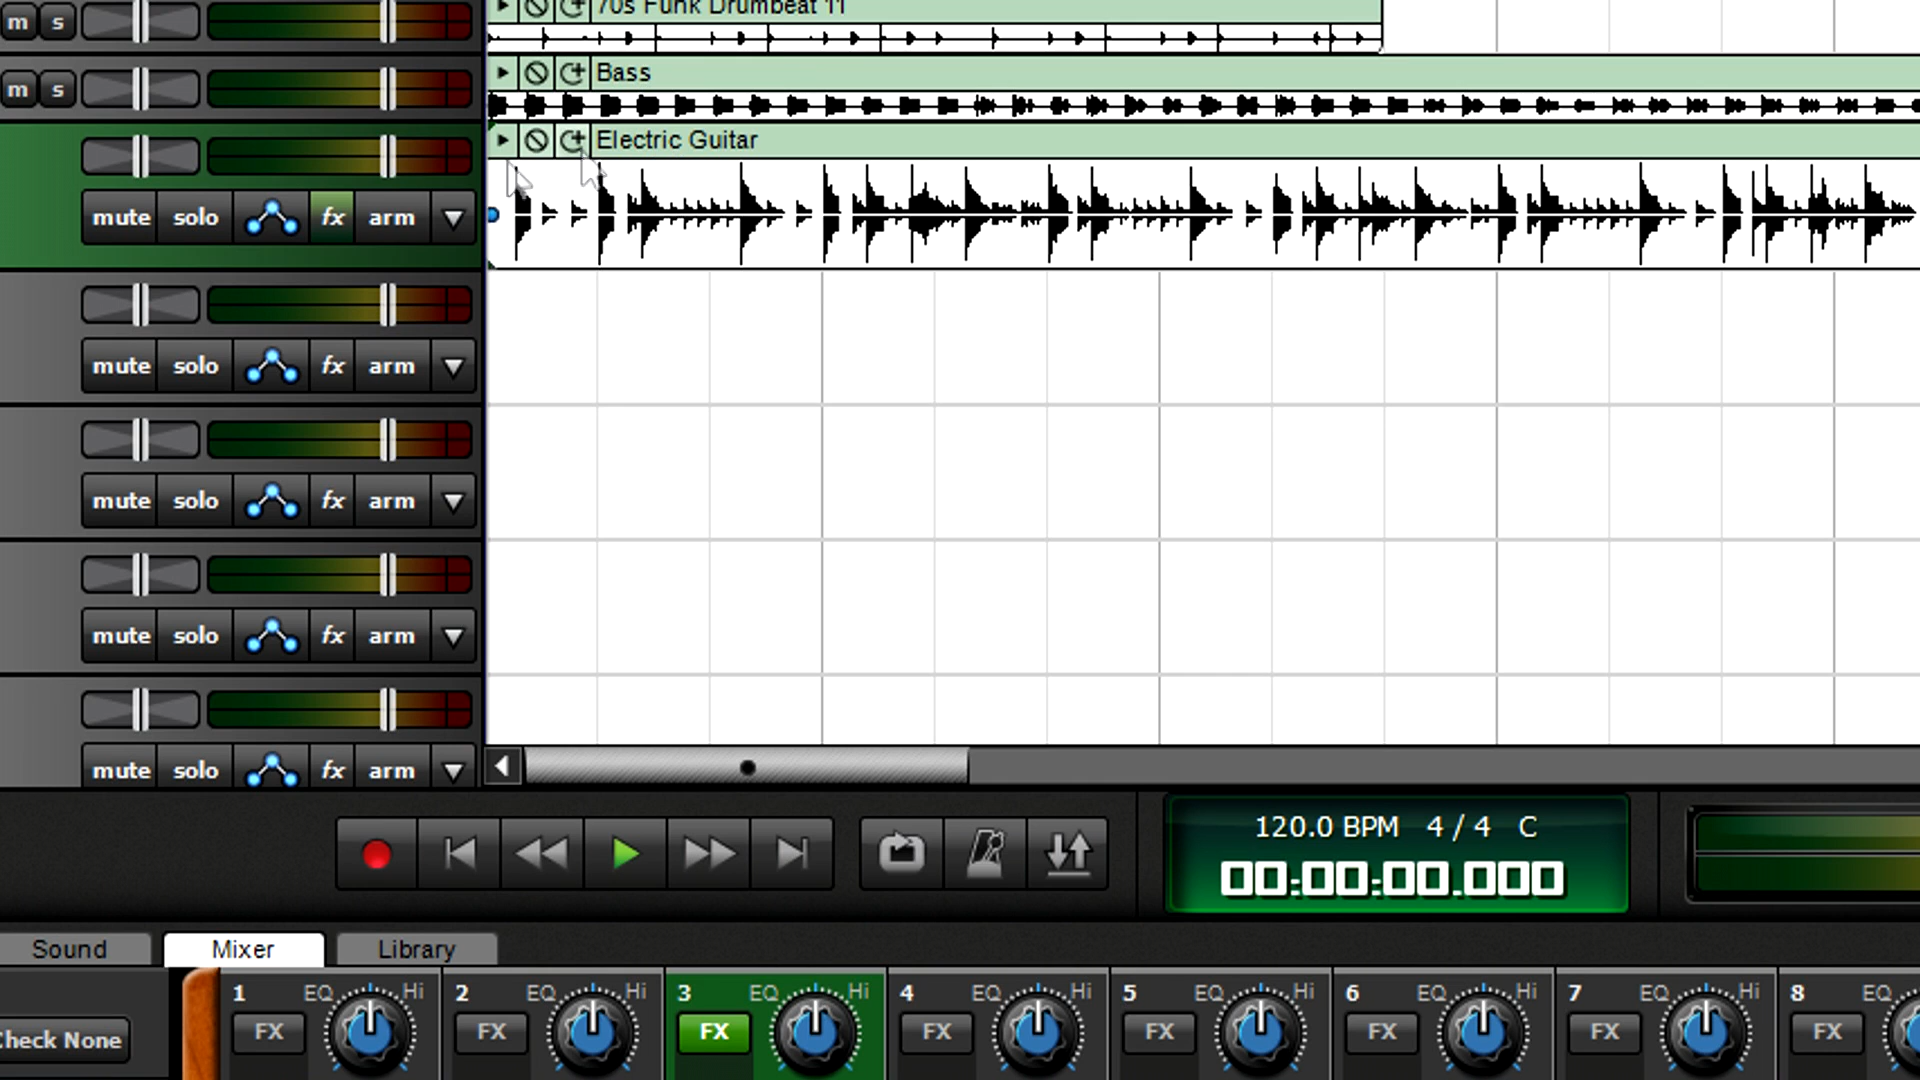 m s 70s Funk Drumbeat 11
m s Bass
Electric Guitar
mute solo fx arm
mute solo fx arm
mute solo fx arm
mute solo fx arm
mute solo fx arm
120.0 BPM 4 / 4 C
00:00:00.000
Sound Mixer Library
1 EQ Hi 2 EQ Hi 3 EQ Hi 4 EQ Hi 5 EQ Hi 6 EQ Hi 7 EQ Hi 8 EQ
Check None FX FX FX FX FX FX FX FX